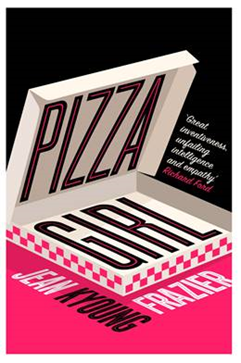 PIZZA
'Great
inventiveness,
unfailing
intelligence
and empathy'
Richard Ford
GIRL
JEAN KYOUNG FRAZIER